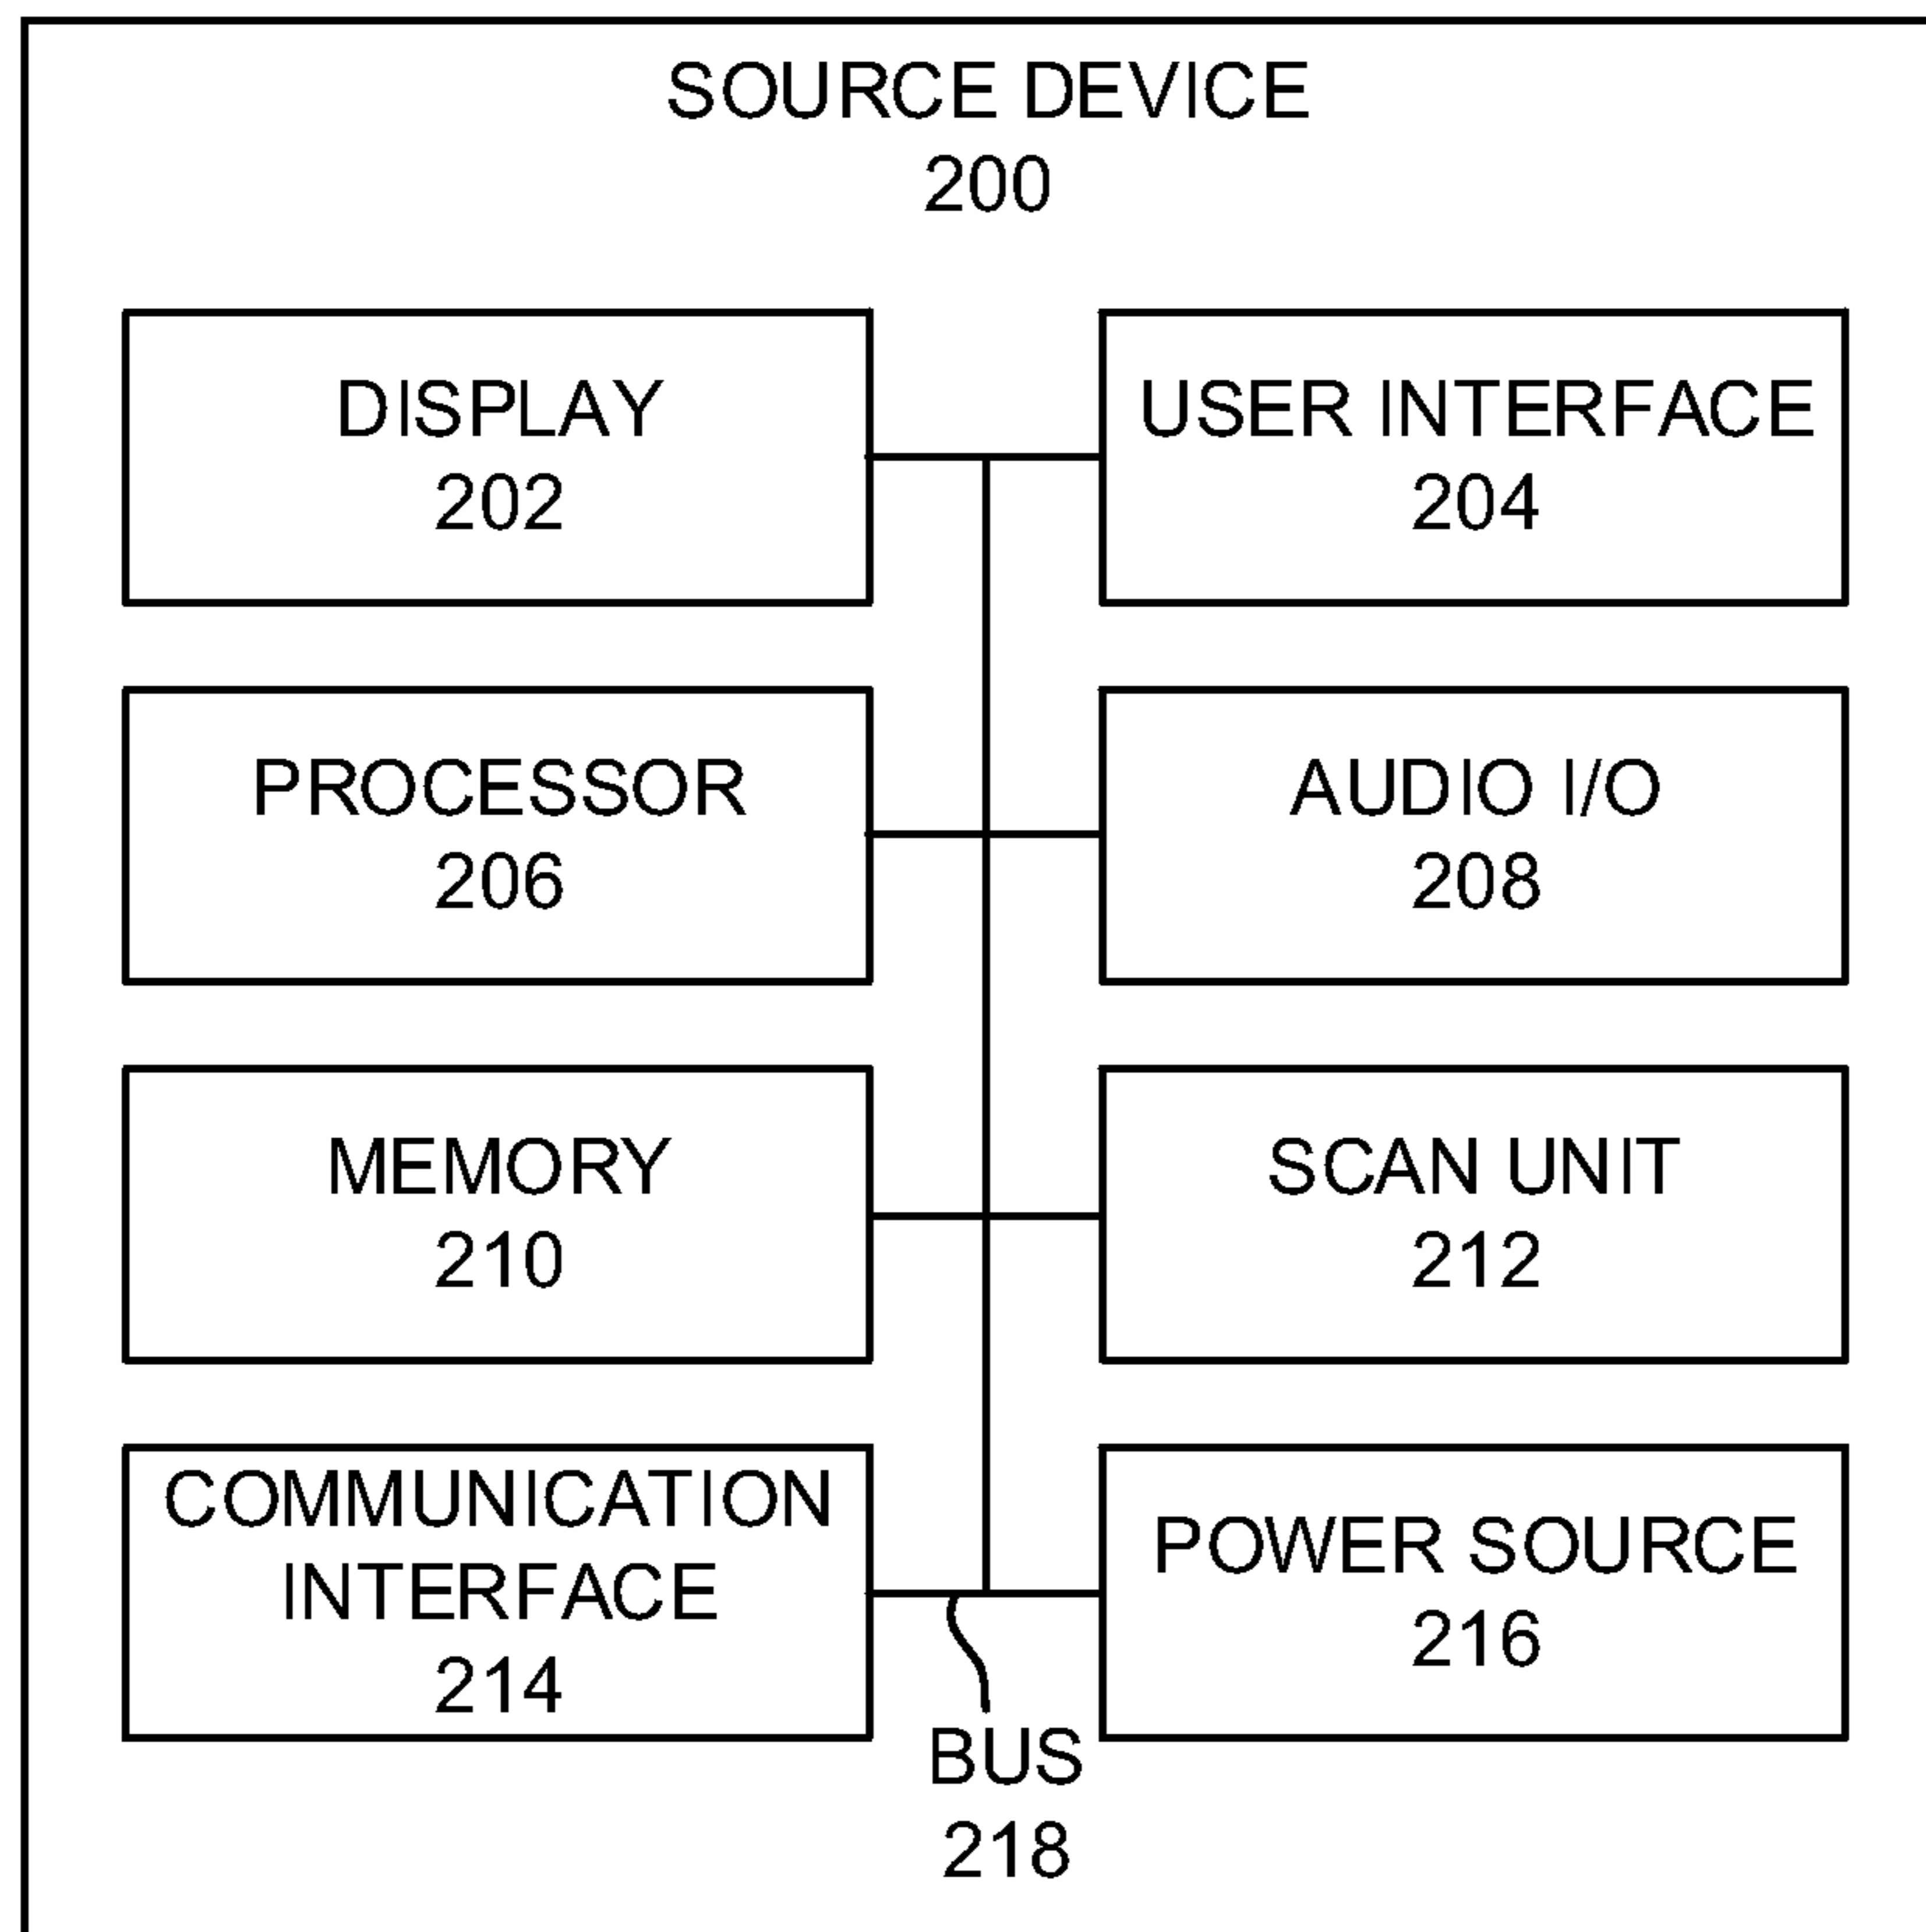 SOURCE DEVICE
200
DISPLAY
202
USER INTERFACE
204
PROCESSOR
206
AUDIO I/O
208
MEMORY
210
SCAN UNIT
212
COMMUNICATION
INTERFACE
214
POWER SOURCE
216
BUS
218